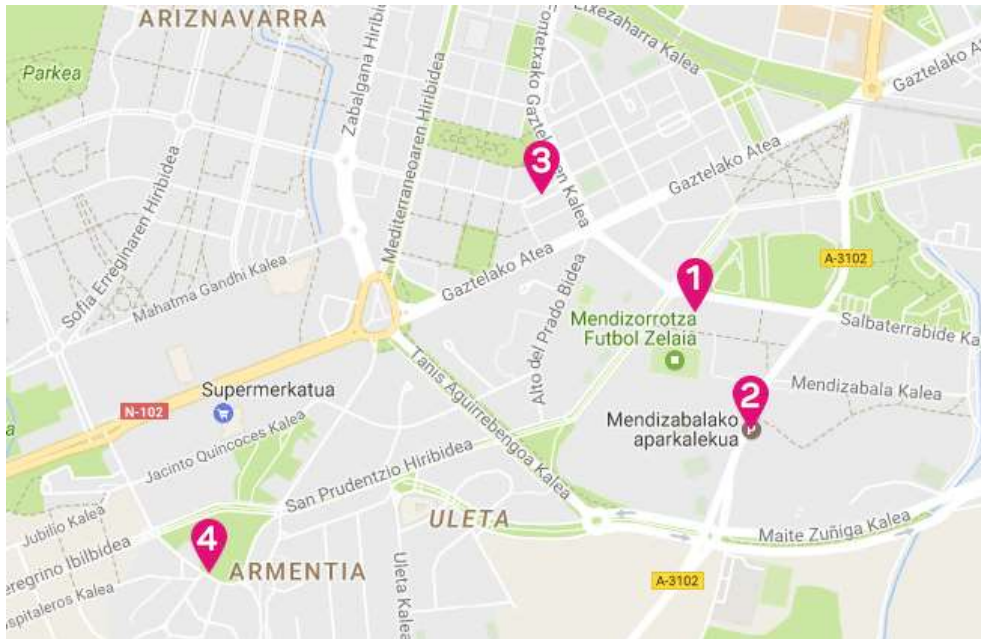 ARIZNAVARRA
Parkea
Zabalgana Hiribidea
Mediterraneoaren Hiribidea
Etxezaharra Kalea
Gaztelako Atea
3
Gaztelako Atea
Sofia Erreginaren Hiribidea
Mahatma Gandhi Kalea
Gaztelako Atea
Alto del Prado Bidea
1
A-3102
Mendizorrotza
Futbol Zelaia
Salbaterrabide
Tanis Aguirrebengoa Kalea
Supermerkatua
N-102
Mendizabala Kalea
2
Mendizabalako
aparkalekua
Jacinto Quincoces Kalea
San Prudentzio Hiribidea
Jubilio Kalea
ULETA
Maite Zuñiga Kalea
4
ARMENTIA
Uleta Kalea
A-3102